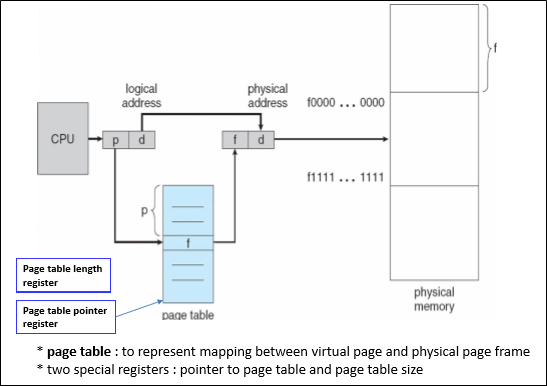 logical
address
physical
address
f0000 ... 0000
f
CPU
p d
f d
f1111 ... 1111
p
f
Page table length
register
Page table pointer
register
page table
physical
memory
* page table : to represent mapping between virtual page and physical page frame
* two special registers : pointer to page table and page table size